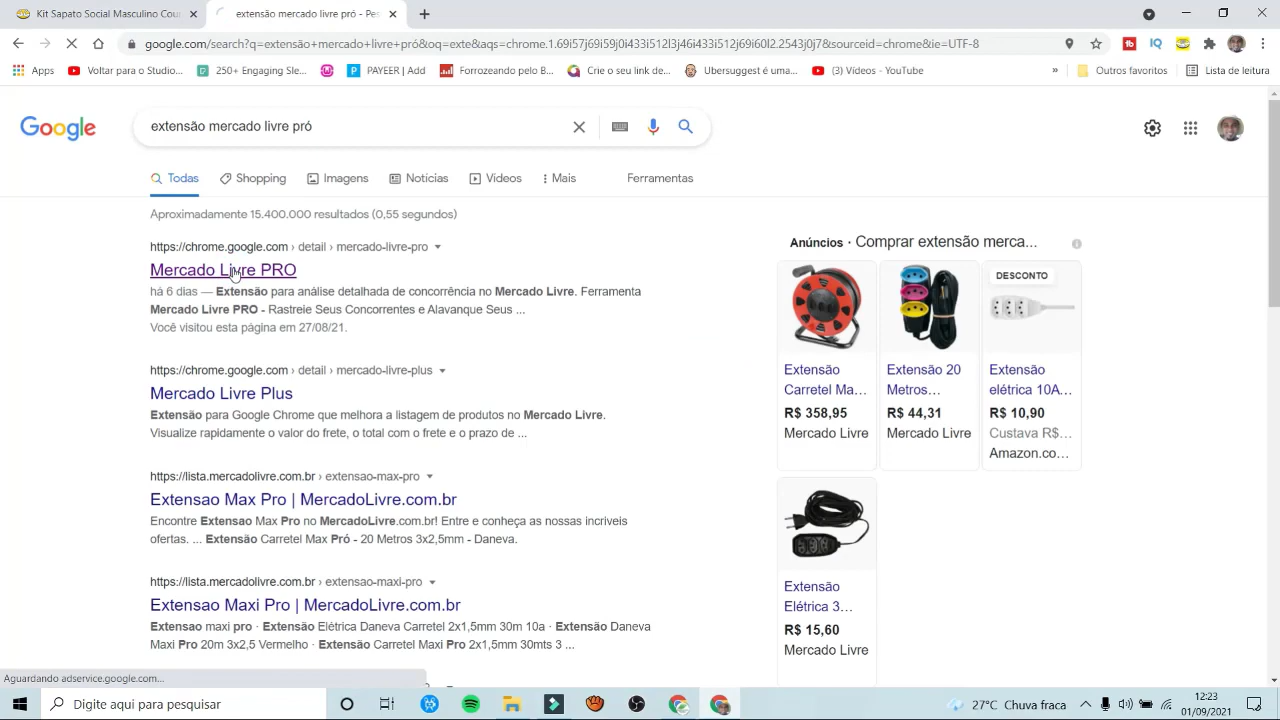 Kit Sapato Social Masculino Cou
extensão mercado livre pró - Pes
google.com/search?q=extensão+mercado+livre+pró&oq=exte&aqs=chrome.1.69i57j69i59j0i433i512l3j46i433i512j69i60l2.2543j0j7&sourceid=chrome&ie=UTF-8
Apps
Voltar para o Studio...
250+ Engaging Sle...
PAYEER | Add
Forrozeando pelo B...
Crie o seu link de...
Ubersuggest é uma...
(3) Vídeos - YouTube
»
Outros favoritos
Lista de leitura
Google
extensão mercado livre pró
Todas
Shopping
Imagens
Notícias
Vídeos
Mais
Ferramentas
Aproximadamente 15.400.000 resultados (0,55 segundos)
https://chrome.google.com › detail › mercado-livre-pro
Mercado Livre PRO
há 6 dias — Extensão para análise detalhada de concorrência no Mercado Livre. Ferramenta
Mercado Livre PRO - Rastreie Seus Concorrentes e Alavanque Seus ...
Você visitou esta página em 27/08/21.
https://chrome.google.com › detail › mercado-livre-plus
Mercado Livre Plus
Extensão para Google Chrome que melhora a listagem de produtos no Mercado Livre.
Visualize rapidamente o valor do frete, o total com o frete e o prazo de ...
https://lista.mercadolivre.com.br › extensao-max-pro
Extensao Max Pro | MercadoLivre.com.br
Encontre Extensao Max Pro no MercadoLivre.com.br! Entre e conheça as nossas incriveis
ofertas. ... Extensão Carretel Max Pró - 20 Metros 3x2,5mm - Daneva.
https://lista.mercadolivre.com.br › extensao-maxi-pro
Extensao Maxi Pro | MercadoLivre.com.br
Extensao maxi pro · Extensão Elétrica Daneva Carretel 2x1,5mm 30m 10a · Extensão Daneva
Maxi Pro 20m 3x2,5 Vermelho · Extensão Carretel Maxi Pro 2x1,5mm 30mts 3 ...
Anúncios · Comprar extensão merca...
Extensão
Carretel Ma...
R$ 358,95
Mercado Livre
Extensão 20
Metros...
R$ 44,31
Mercado Livre
DESCONTO
Extensão
elétrica 10A...
R$ 10,90
Custava R$...
Amazon.co...
Extensão
Elétrica 3...
R$ 15,60
Mercado Livre
Aguardando adservice.google.com...
Digite aqui para pesquisar
27°C Chuva fraca
12:23
01/09/2021